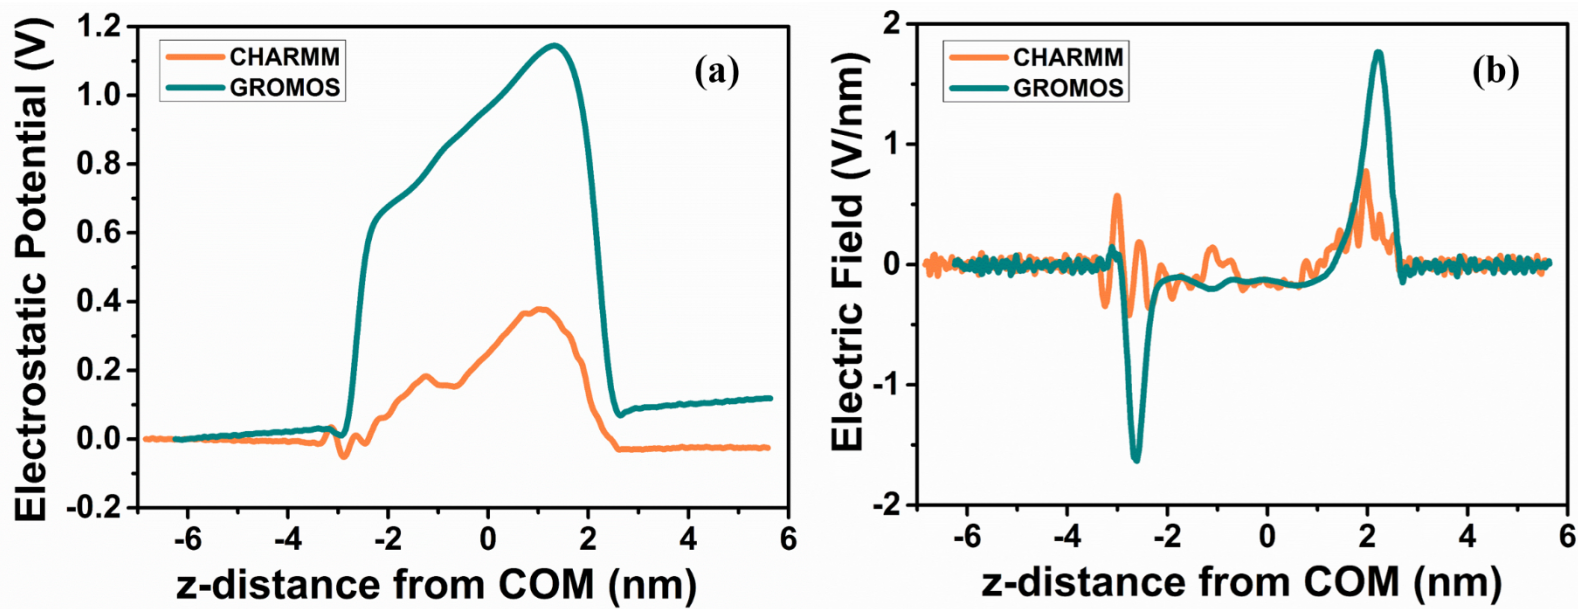 Electrostatic Potential (V)
1.2
1.0
0.8
0.6
0.4
0.2
0.0
-0.2
CHARMM
GROMOS
(a)
-6 -4 -2 0 2 4 6
z-distance from COM (nm)
Electric Field (V/nm)
2
1
0
-1
-2
CHARMM
GROMOS
(b)
-6 -4 -2 0 2 4 6
z-distance from COM (nm)